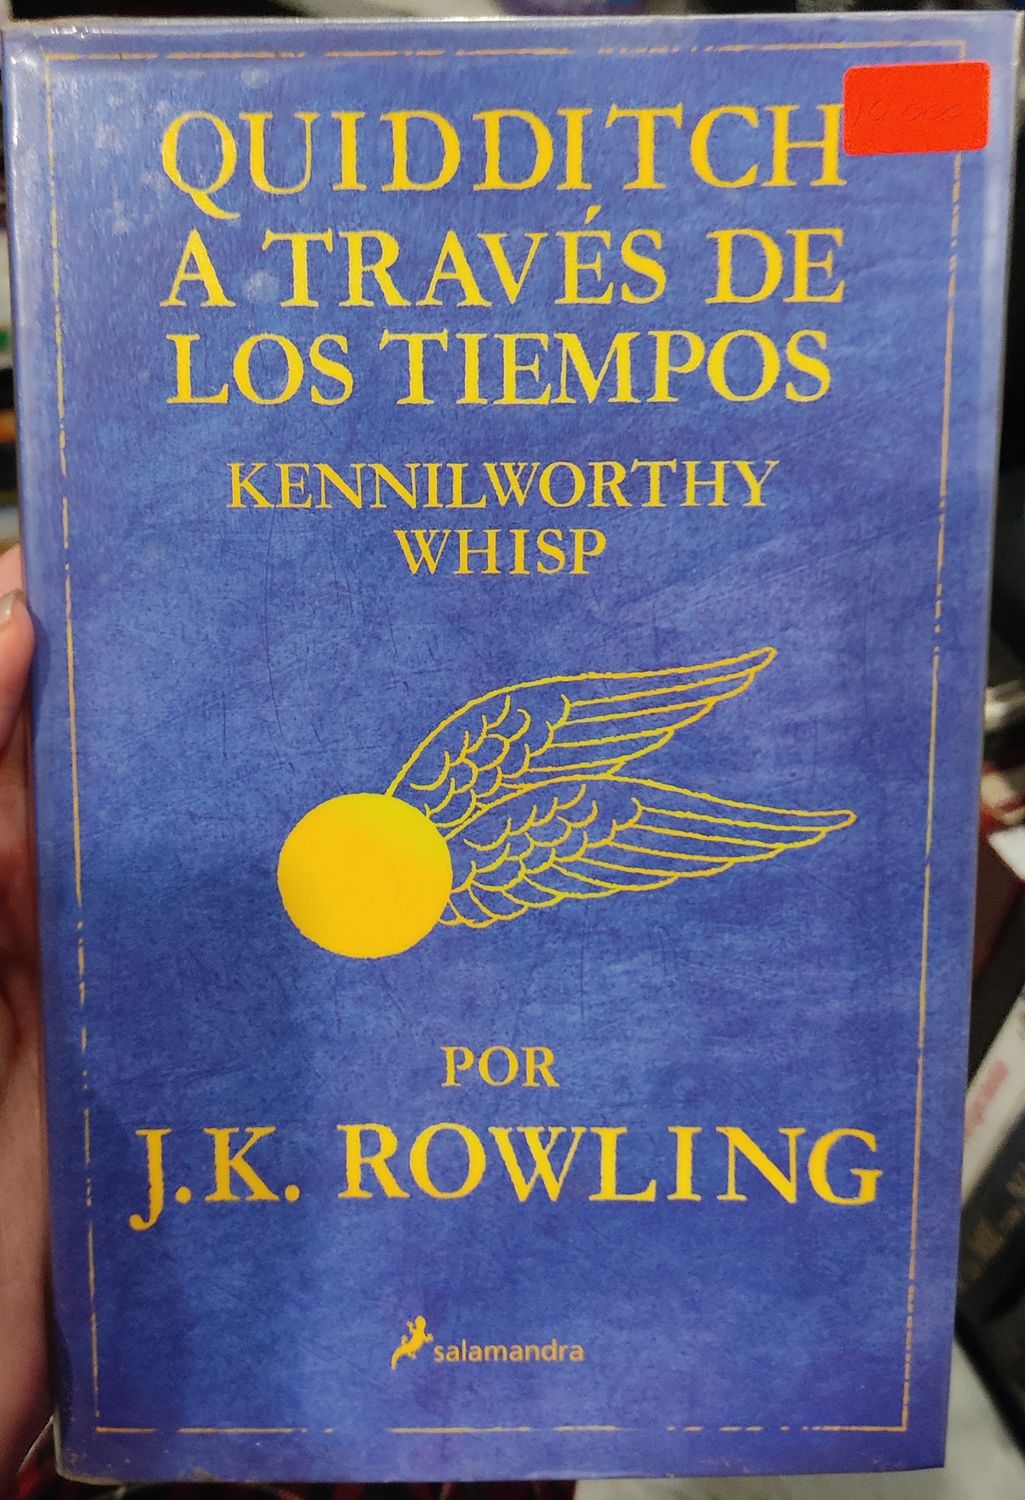 QUIDDITCH
A TRAVÉS DE
LOS TIEMPOS
KENNILWORTHY
WHISP
POR
J.K. ROWLING
salamandra